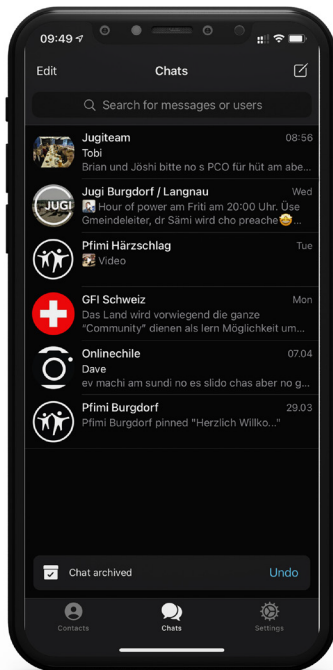 09:49
Edit
Chats
Search for messages or users
Jugiteam
08:56
Tobi
Brian und Jöshi bitte no s PCO für hüt am abe...
JUGI
Jugi Burgdorf / Langnau
Wed
Hour of power am Friti am 20:00 Uhr. Üse
Gmeindeleiter, dr Sämi wird cho preache🤩...
Pfimi Härzschlag
Tue
Video
GFI Schweiz
Mon
Das Land wird vorwiegend die ganze
"Community" dienen als lern Möglichkeit um...
Onlinechile
07.04
Dave
ev machi am sundi no es slido chas aber no g...
Pfimi Burgdorf
29.03
Pfimi Burgdorf pinned "Herzlich Willko..."
Chat archived
Undo
Contacts
Chats
Settings